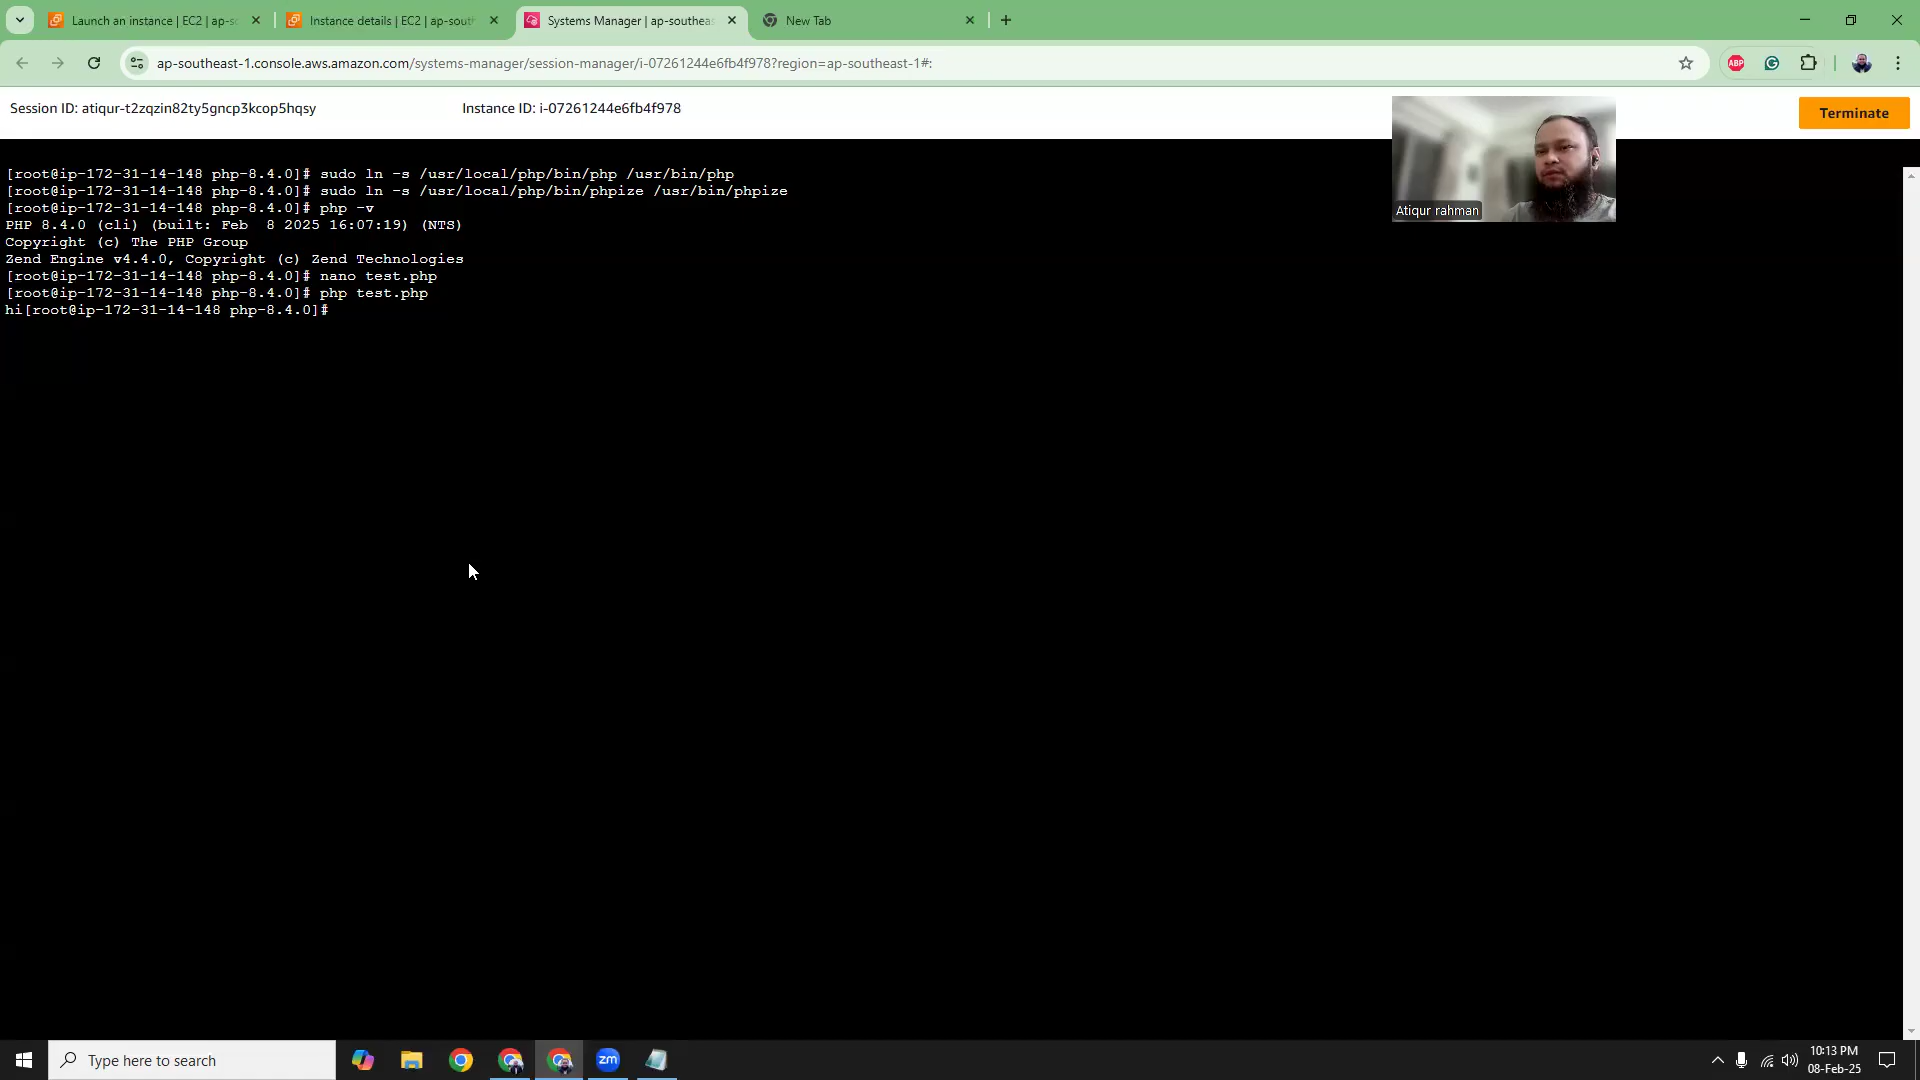 Launch an instance | EC2 | ap-so
Instance details | EC2 | ap-south
Systems Manager | ap-southeas
New Tab
ap-southeast-1.console.aws.amazon.com/systems-manager/session-manager/i-07261244e6fb4f978?region=ap-southeast-1#:
ABP
Session ID: atiqur-t2zqzin82ty5gncp3kcop5hqsy
Instance ID: i-07261244e6fb4f978
Terminate
Atiqur rahman
[root@ip-172-31-14-148 php-8.4.0]# sudo ln -s /usr/local/php/bin/php /usr/bin/php
[root@ip-172-31-14-148 php-8.4.0]# sudo ln -s /usr/local/php/bin/phpize /usr/bin/phpize
[root@ip-172-31-14-148 php-8.4.0]# php -v
PHP 8.4.0 (cli) (built: Feb  8 2025 16:07:19) (NTS)
Copyright (c) The PHP Group
Zend Engine v4.4.0, Copyright (c) Zend Technologies
[root@ip-172-31-14-148 php-8.4.0]# nano test.php
[root@ip-172-31-14-148 php-8.4.0]# php test.php
hi[root@ip-172-31-14-148 php-8.4.0]#
Type here to search
zm
10:13 PM
08-Feb-25